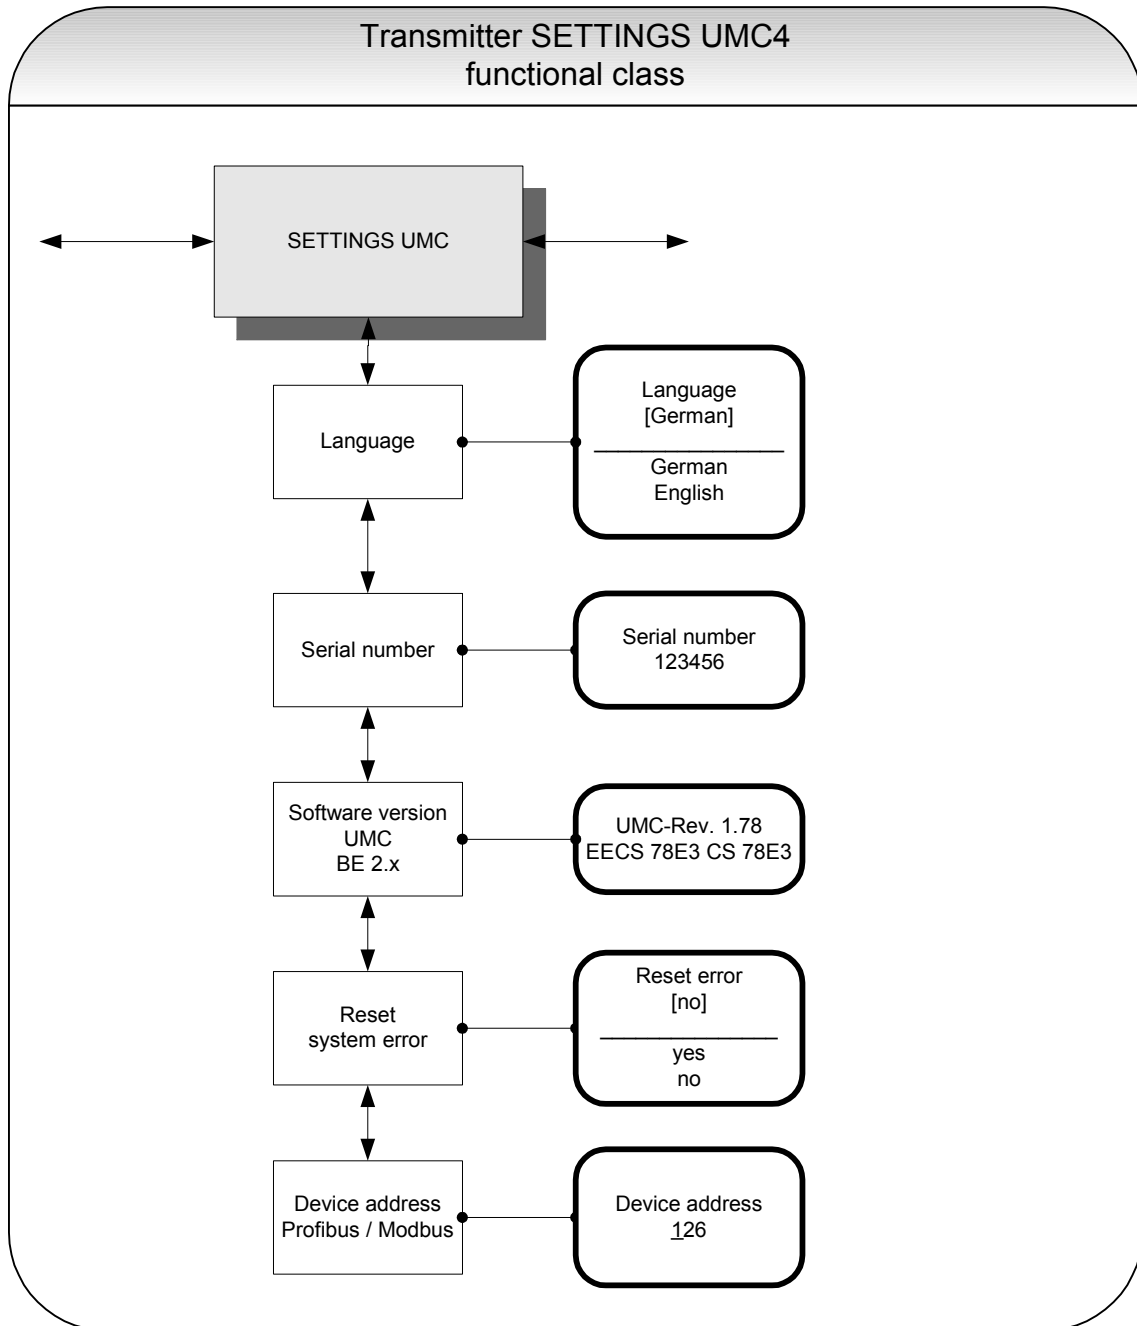 Transmitter SETTINGS UMC4
functional class
SETTINGS UMC
Language
Language
[German]
German
English
Serial number
Serial number
123456
Software version
UMC
BE 2.x
UMC-Rev. 1.78
EECS 78E3 CS 78E3
Reset
system error
Reset error
[no]
yes
no
Device address
Profibus / Modbus
Device address
126